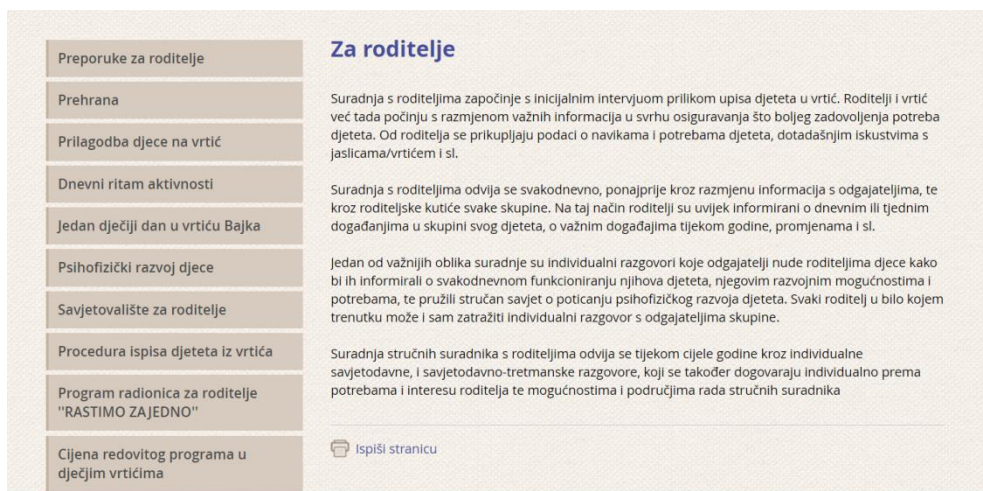 Preporuke za roditelje
Prehrana
Prilagodba djece na vrtić
Dnevni ritam aktivnosti
Jedan dječiji dan u vrtiću Bajka
Psihofizički razvoj djece
Savjetovalište za roditelje
Procedura ispisa djeteta iz vrtića
Program radionica za roditelje
"RASTIMO ZAJEDNO"
Cijena redovitog programa u
dječjim vrtićima
Za roditelje
Suradnja s roditeljima započinje s inicijalnim intervjuom prilikom upisa djeteta u vrtić. Roditelji i vrtić
već tada počinju s razmjenom važnih informacija u svrhu osiguravanja što boljeg zadovoljenja potreba
djeteta. Od roditelja se prikupljaju podaci o navikama i potrebama djeteta, dotadašnjim iskustvima s
jaslicama/vrtićem i sl.
Suradnja s roditeljima odvija se svakodnevno, ponajprije kroz razmjenu informacija s odgajateljima, te
kroz roditeljske kutiće svake skupine. Na taj način roditelji su uvijek informirani o dnevnim ili tjednim
događanjima u skupini svog djeteta, o važnim događajima tijekom godine, promjenama i sl.
Jedan od važnijih oblika suradnje su individualni razgovori koje odgajatelji nude roditeljima djece kako
bi ih informirali o svakodnevnom funkcioniranju njihova djeteta, njegovim razvojnim mogućnostima i
potrebama, te pružili stručan savjet o poticanju psihofizičkog razvoja djeteta. Svaki roditelj u bilo kojem
trenutku može i sam zatražiti individualni razgovor s odgajateljima skupine.
Suradnja stručnih suradnika s roditeljima odvija se tijekom cijele godine kroz individualne
savjetodavne, i savjetodavno-tretmanske razgovore, koji se također dogovaraju individualno prema
potrebama i interesu roditelja te mogućnostima i područjima rada stručnih suradnika
Ispiši stranicu